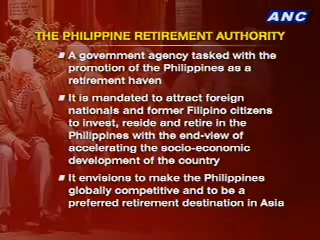 ANC
THE PHILIPPINE RETIREMENT AUTHORITY
A government agency tasked with the
promotion of the Philippines as a
retirement haven
It is mandated to attract foreign
nationals and former Filipino citizens
to invest, reside and retire in the
Philippines with the end-view of
accelerating the socio-economic
development of the country
It envisions to make the Philippines
globally competitive and to be a
preferred retirement destination in Asia